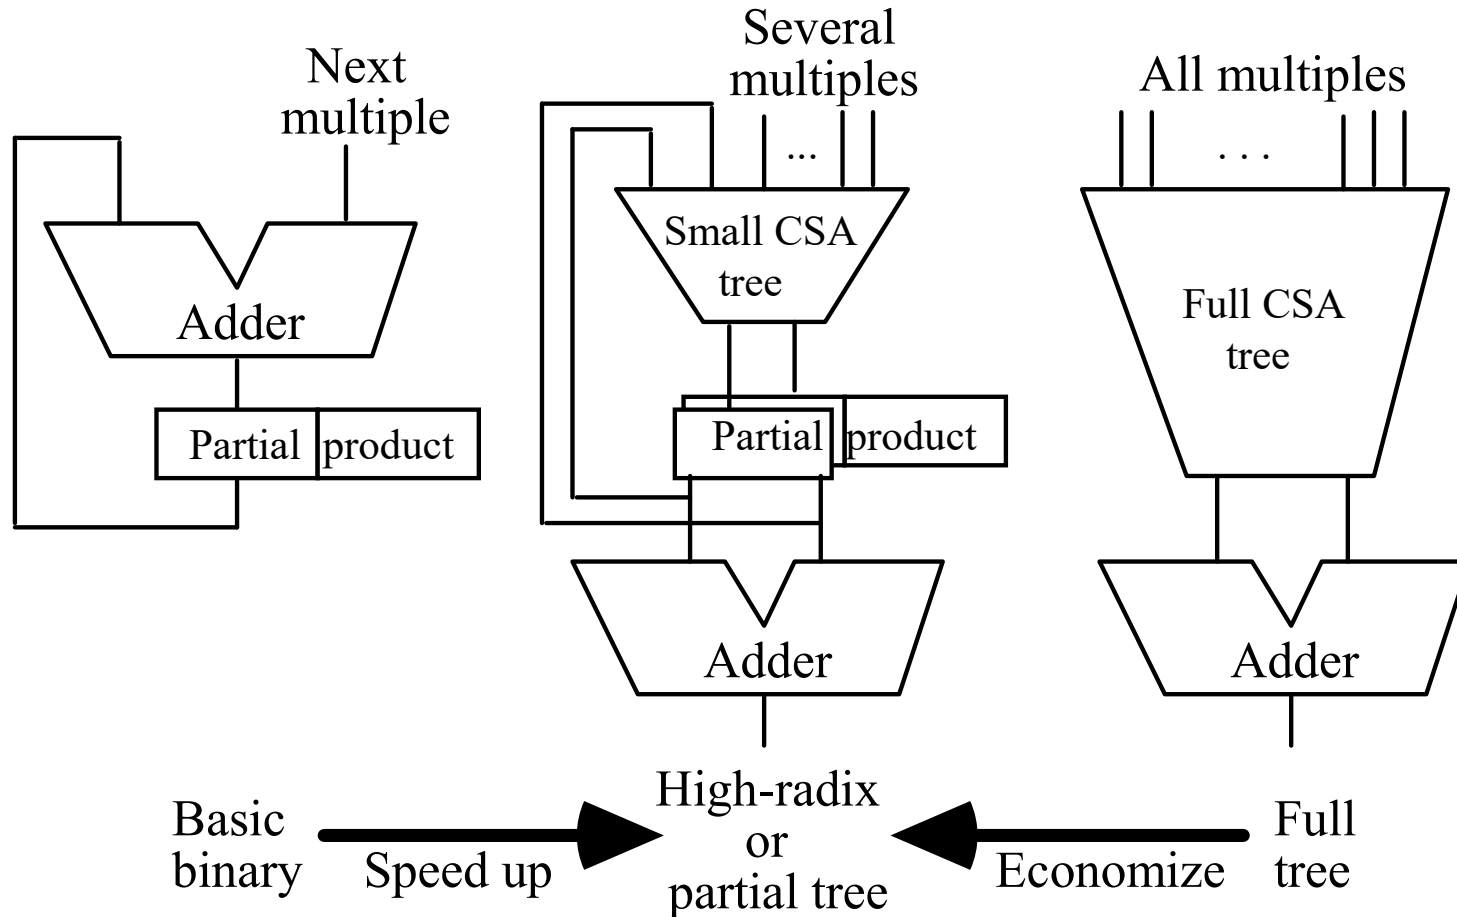 Next
multiple
Adder
Partial product
Several
multiples
...
Small CSA
tree
Partial product
Adder
All multiples
. . .
Full CSA
tree
Adder
Basic
binary
Speed up
High-radix
or
partial tree
Economize
Full
tree